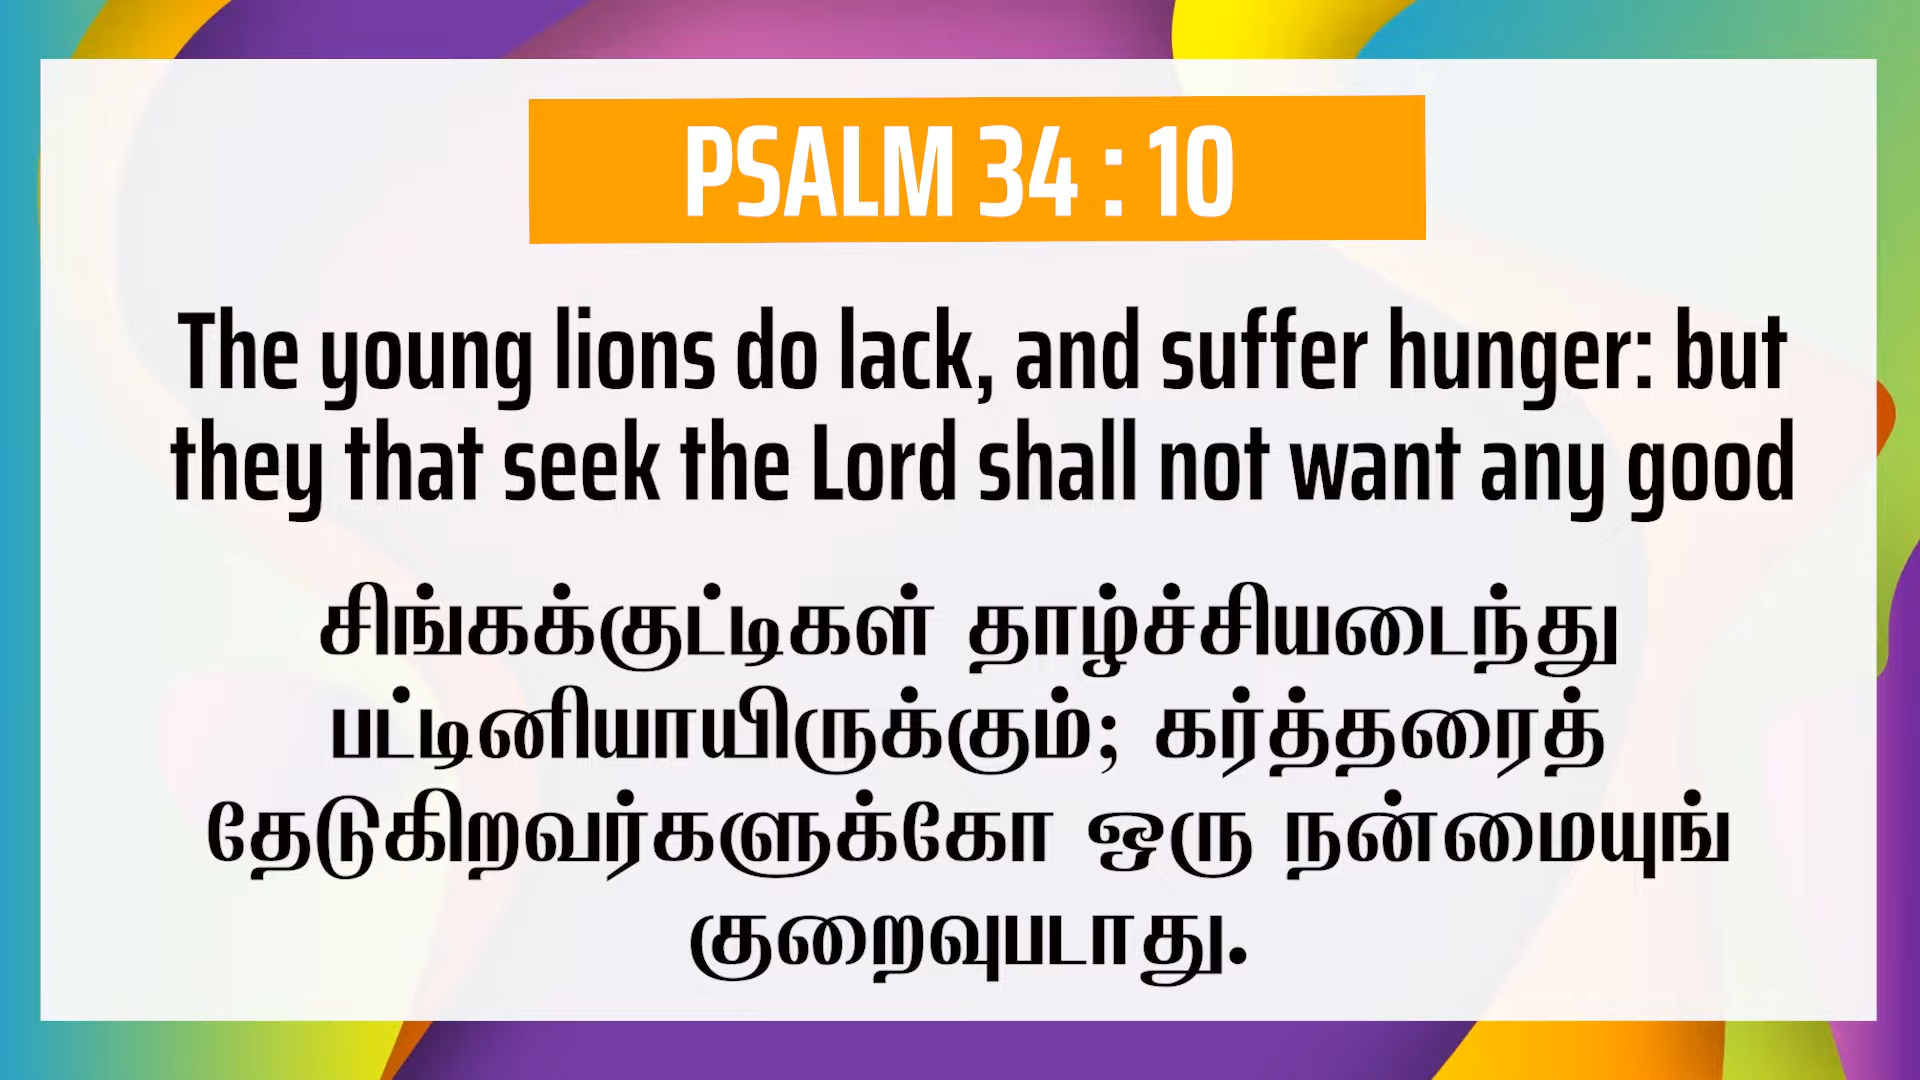 PSALM 34 : 10
The young lions do lack, and suffer hunger: but
they that seek the Lord shall not want any good
சிங்கக்குட்டிகள் தாழ்ச்சியடைந்து
பட்டினியாயிருக்கும்; கர்த்தரைத்
தேடுகிறவர்களுக்கோ ஒரு நன்மையுங்
குறைவுபடாது.